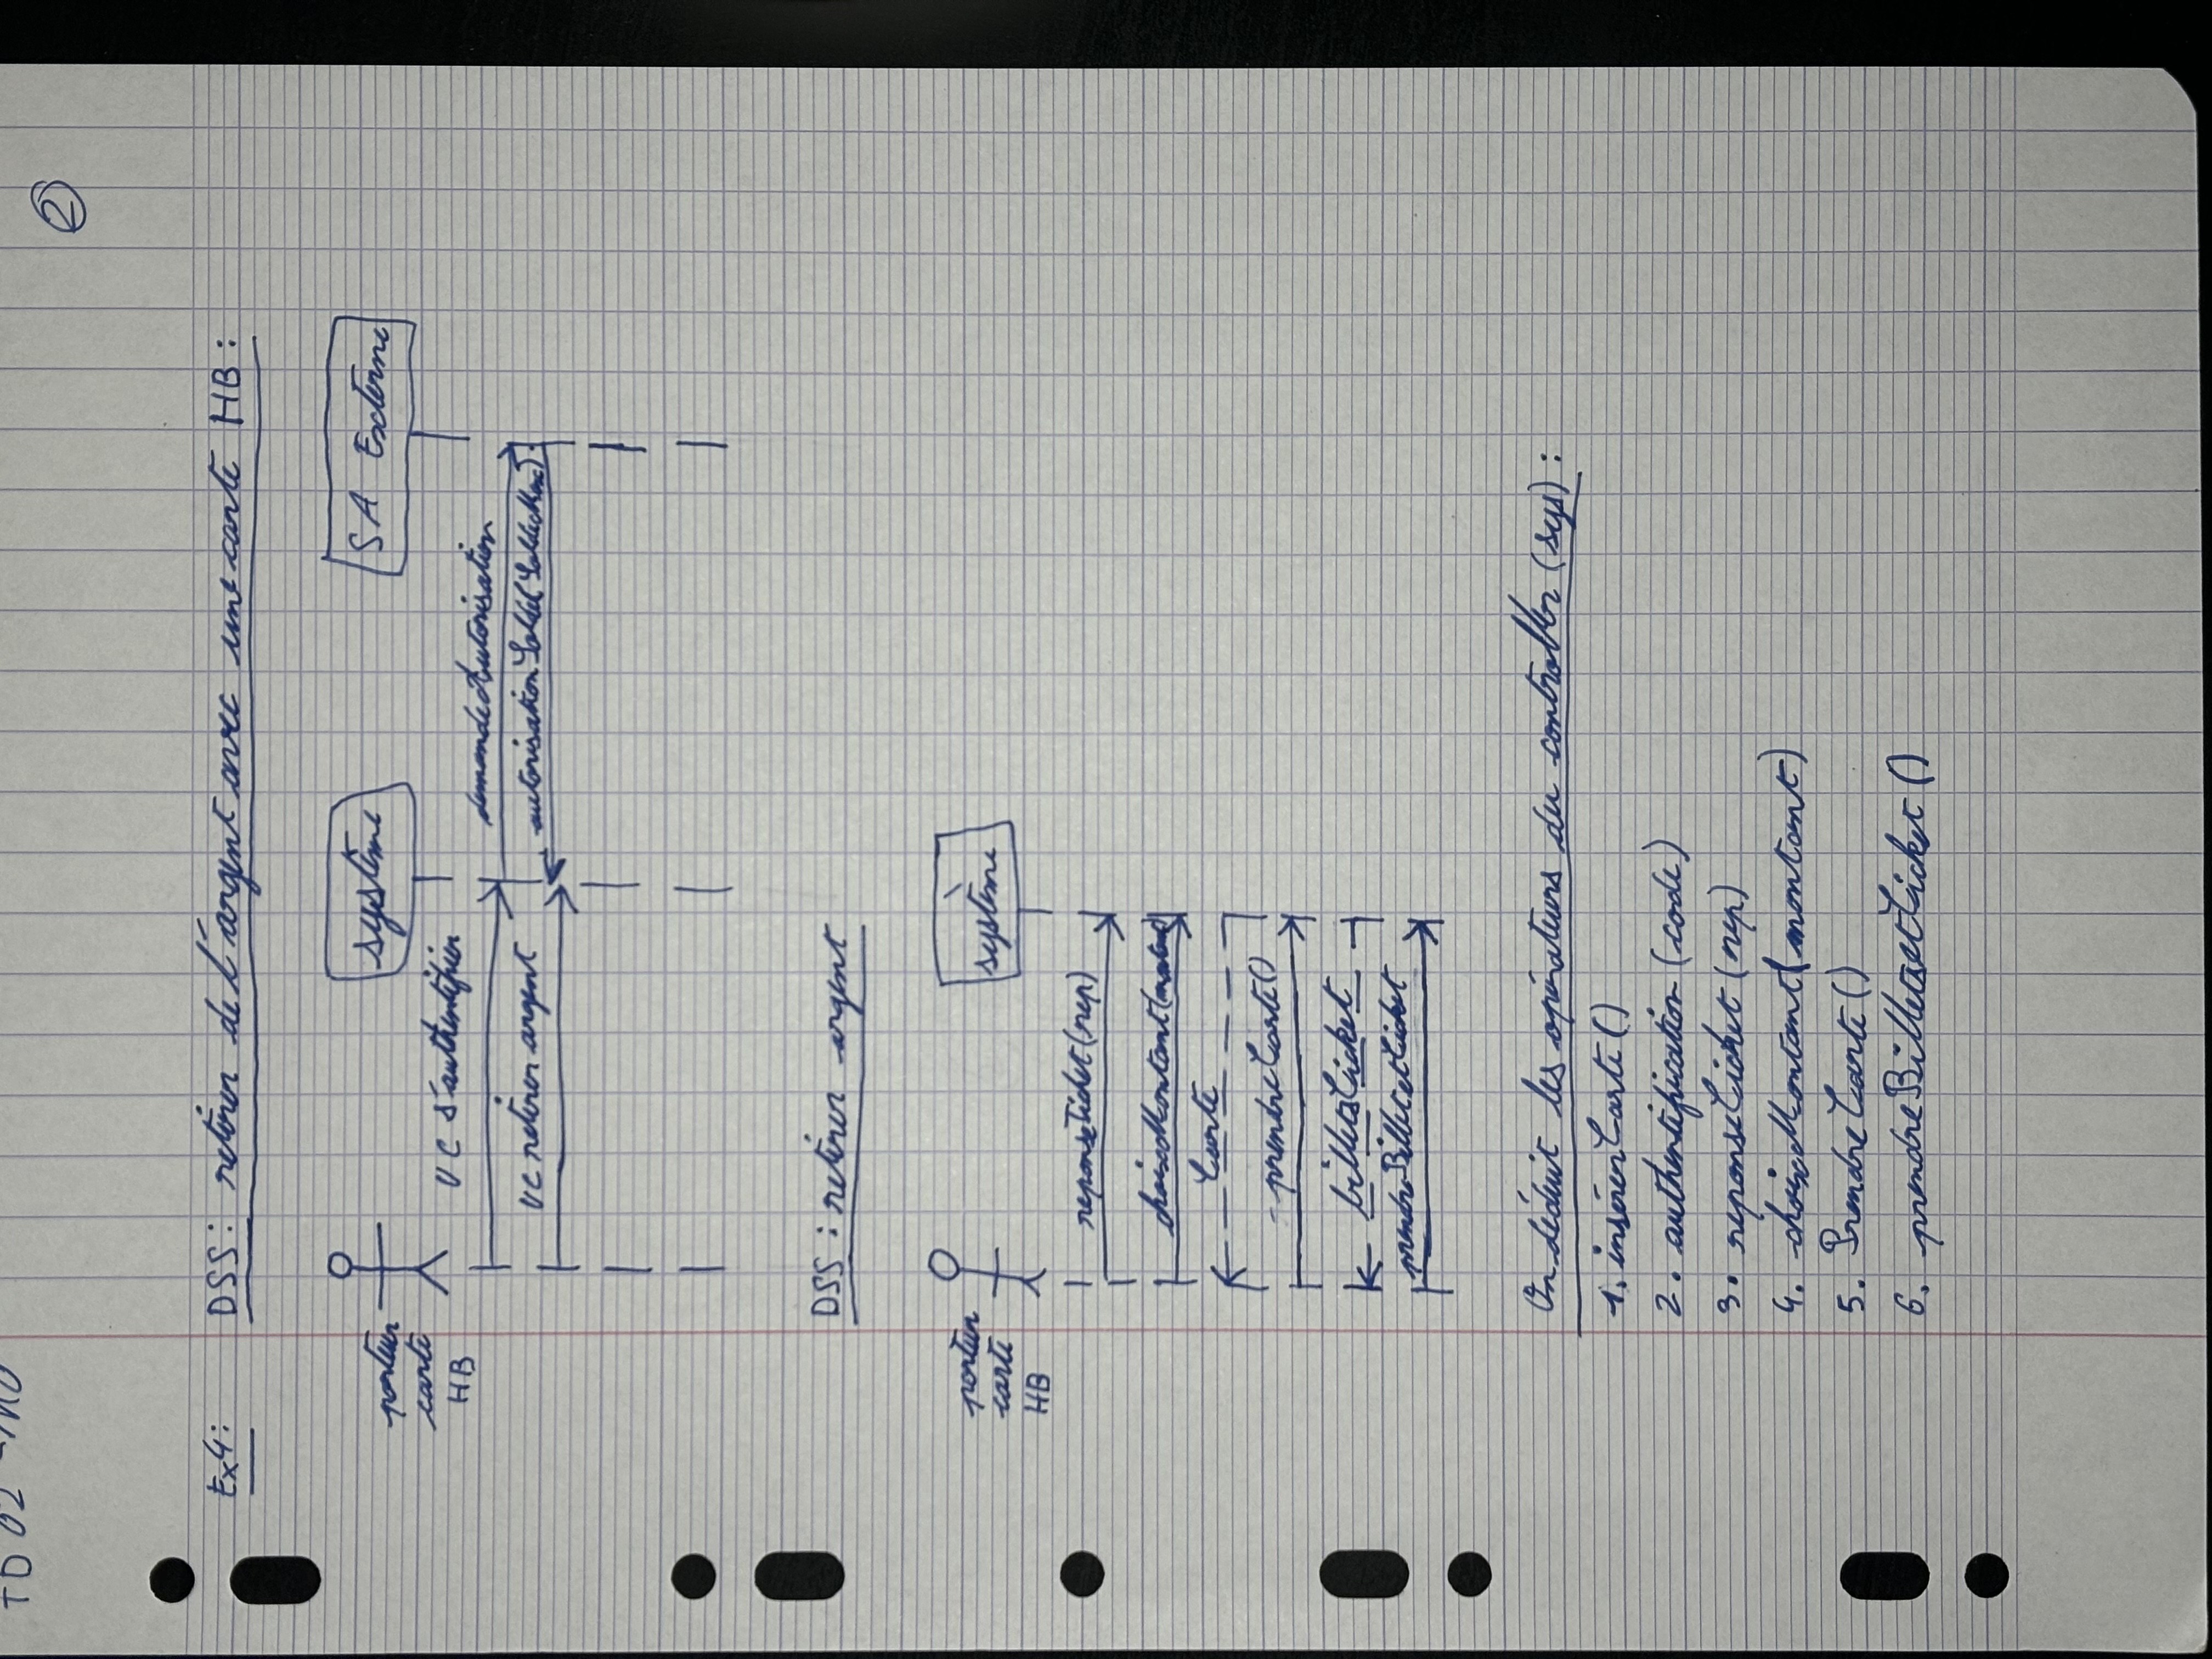 TD 02
2
Ex4: DSS: retirer de l'argent avec une carte HB:
système
SA Externe
porteur
carte
HB
UC s'authentifier
demandeAutorisation
UC retirer argent
autorisationSolde(SoldeMax)
DSS : retirer argent
système
porteur
carte
HB
reponseTicket(rep)
choixMontant(montant)
Carte
prendreCarte()
billetsTicket
prendreBilletetTicket
On déduit les opérateurs du controller (sys) :
1. insérerCarte()
2. authentification (code)
3. reponseTicket (rep)
4. choixMontant(montant)
5. PrendreCarte()
6. prendreBilletsetTicket ()